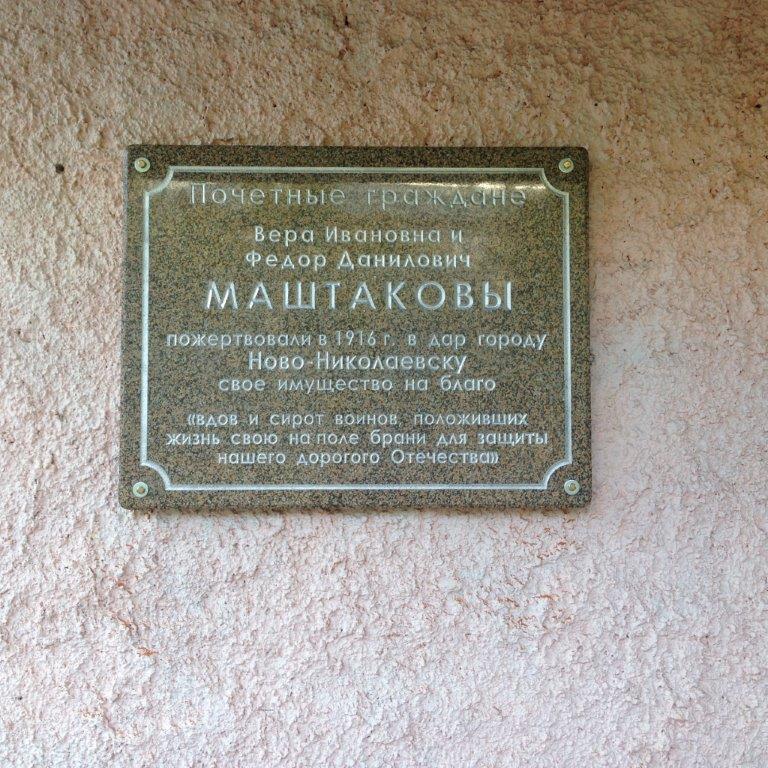 Почетные граждане
Вера Ивановна и
Федор Данилович
МАШТАКОВЫ
пожертвовали в 1916 г. в дар городу
Ново-Николаевску
свое имущество на благо
«вдов и сирот воинов, положивших
жизнь свою на поле брани для защиты
нашего дорогого Отечества»